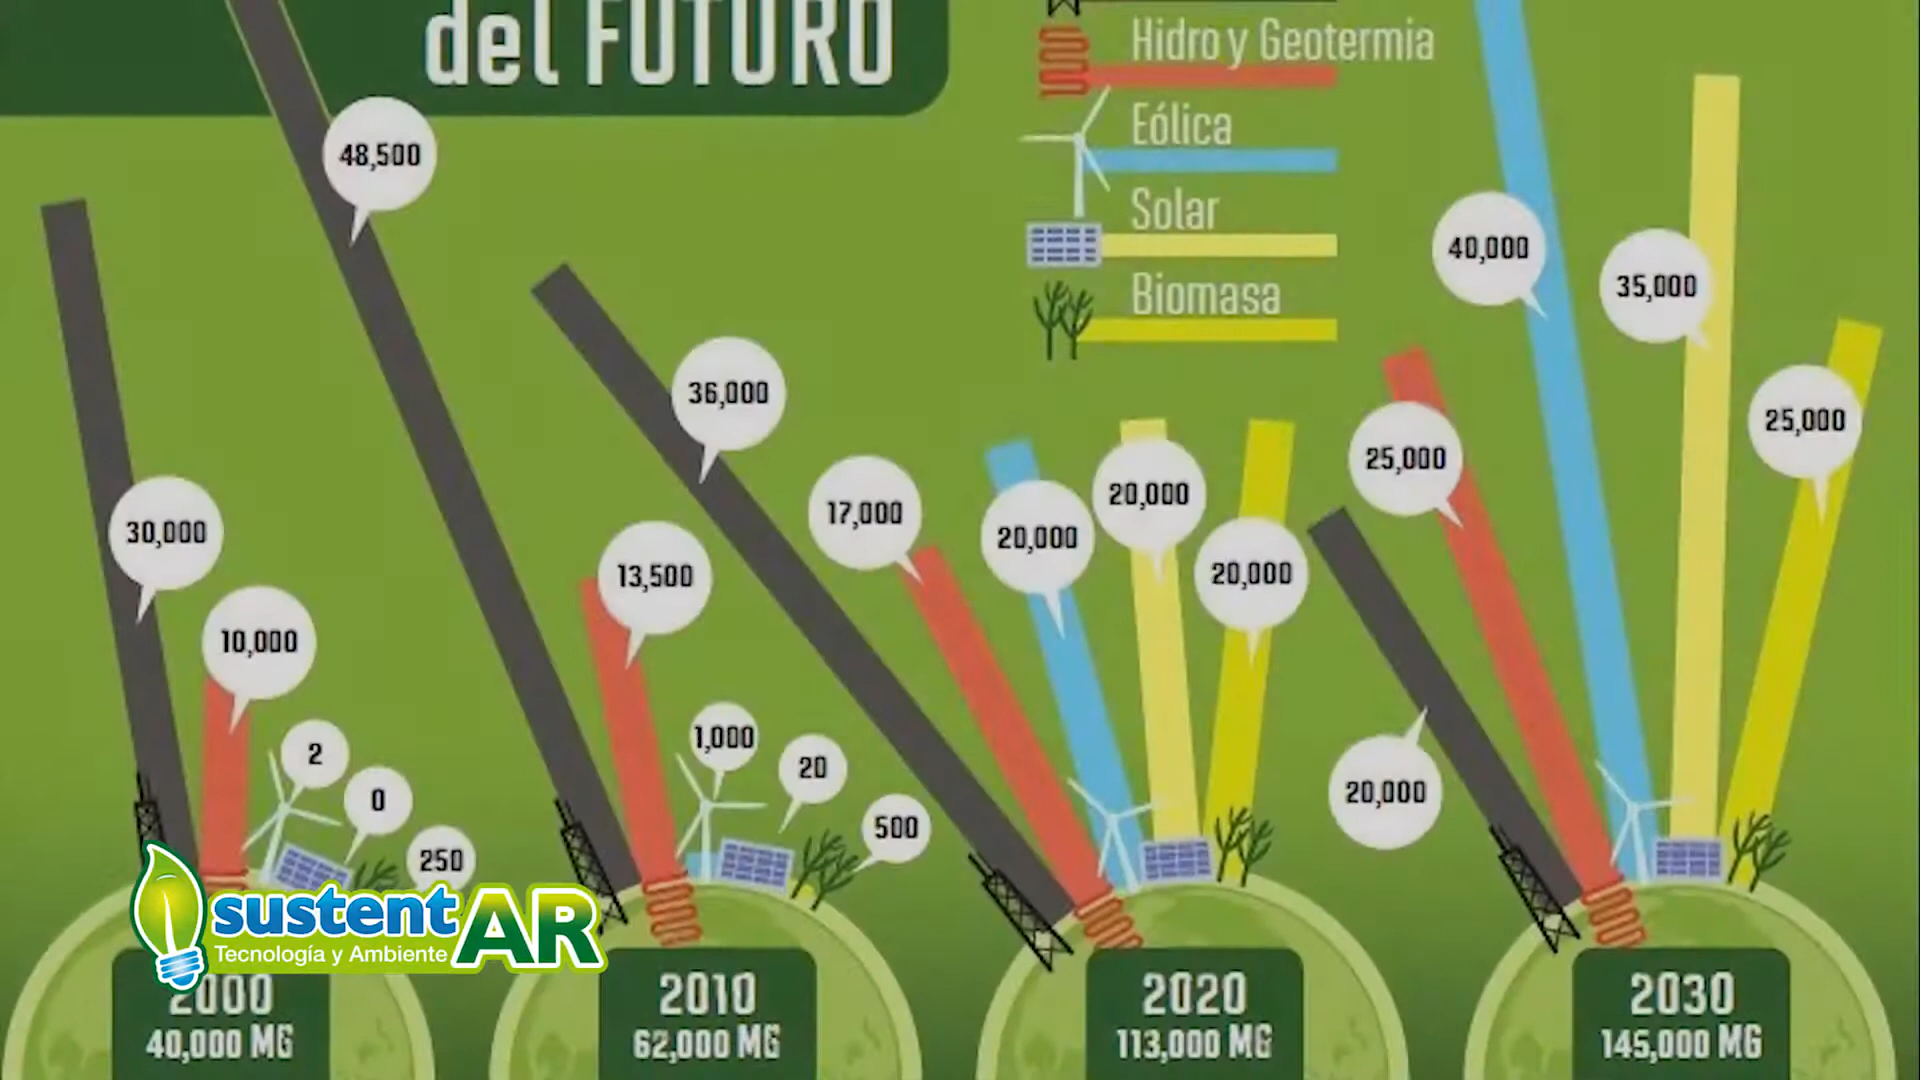 del FUTURO
Hidro y Geotermia
Eólica
Solar
Biomasa
48,500
30,000
10,000
2
0
250
36,000
13,500
1,000
20
500
17,000
20,000
20,000
20,000
40,000
35,000
25,000
25,000
20,000
sustentAR
Tecnología y Ambiente
2000
40,000 MG
2010
62,000 MG
2020
113,000 MG
2030
145,000 MG